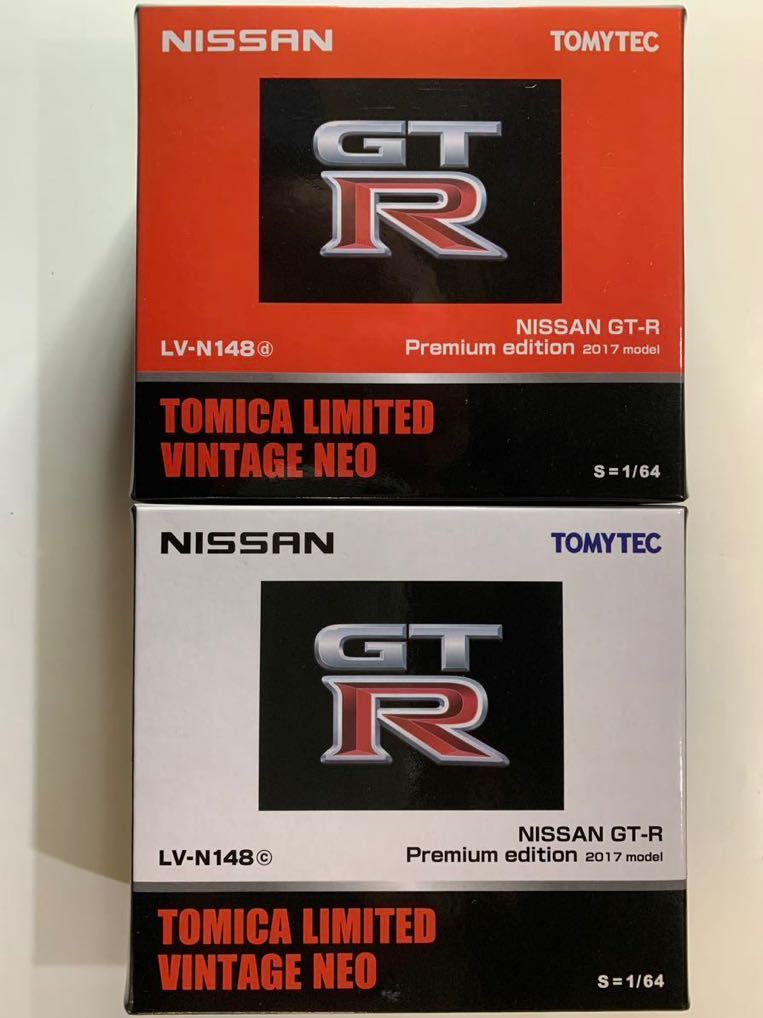 NISSAN TOMYTEC
GT
R
NISSAN GT-R
LV-N148ⓓ Premium edition 2017 model
TOMICA LIMITED
VINTAGE NEO
S=1/64
NISSAN TOMYTEC
GT
R
NISSAN GT-R
LV-N148ⓒ Premium edition 2017 model
TOMICA LIMITED
VINTAGE NEO
S=1/64